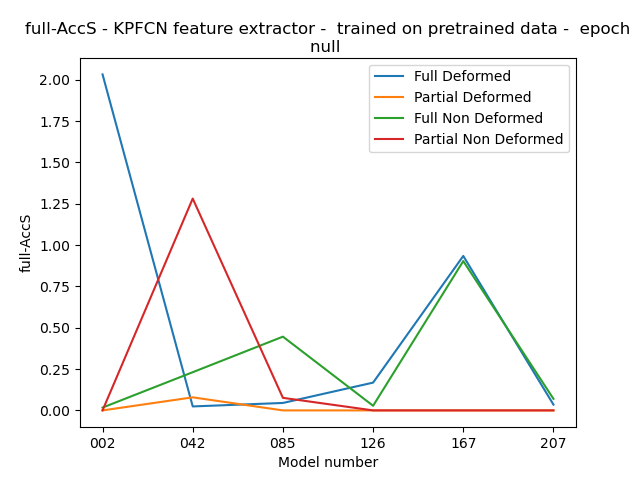 full-AccS - KPFCN feature extractor -  trained on pretrained data -  epoch
null
Full Deformed
Partial Deformed
Full Non Deformed
Partial Non Deformed
2.00
1.75
1.50
1.25
1.00
0.75
0.50
0.25
0.00
full-AccS
002 042 085 126 167 207
Model number